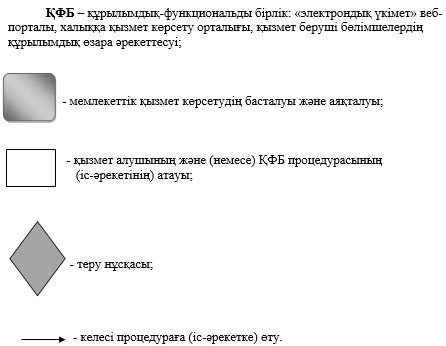 ҚФБ – құрылымдық-функциональды бірлік: «электрондық үкімет» веб-
порталы, халыққа қызмет көрсету орталығы, қызмет беруші бөлімшелердің
құрылымдық өзара әрекеттесуі;
- мемлекеттік қызмет көрсетудің басталуы және аяқталуы;
- қызмет алушының және (немесе) ҚФБ процедурасының
(іс-әрекетінің) атауы;
- теру нұсқасы;
- келесі процедураға (іс-әрекетке) өту.